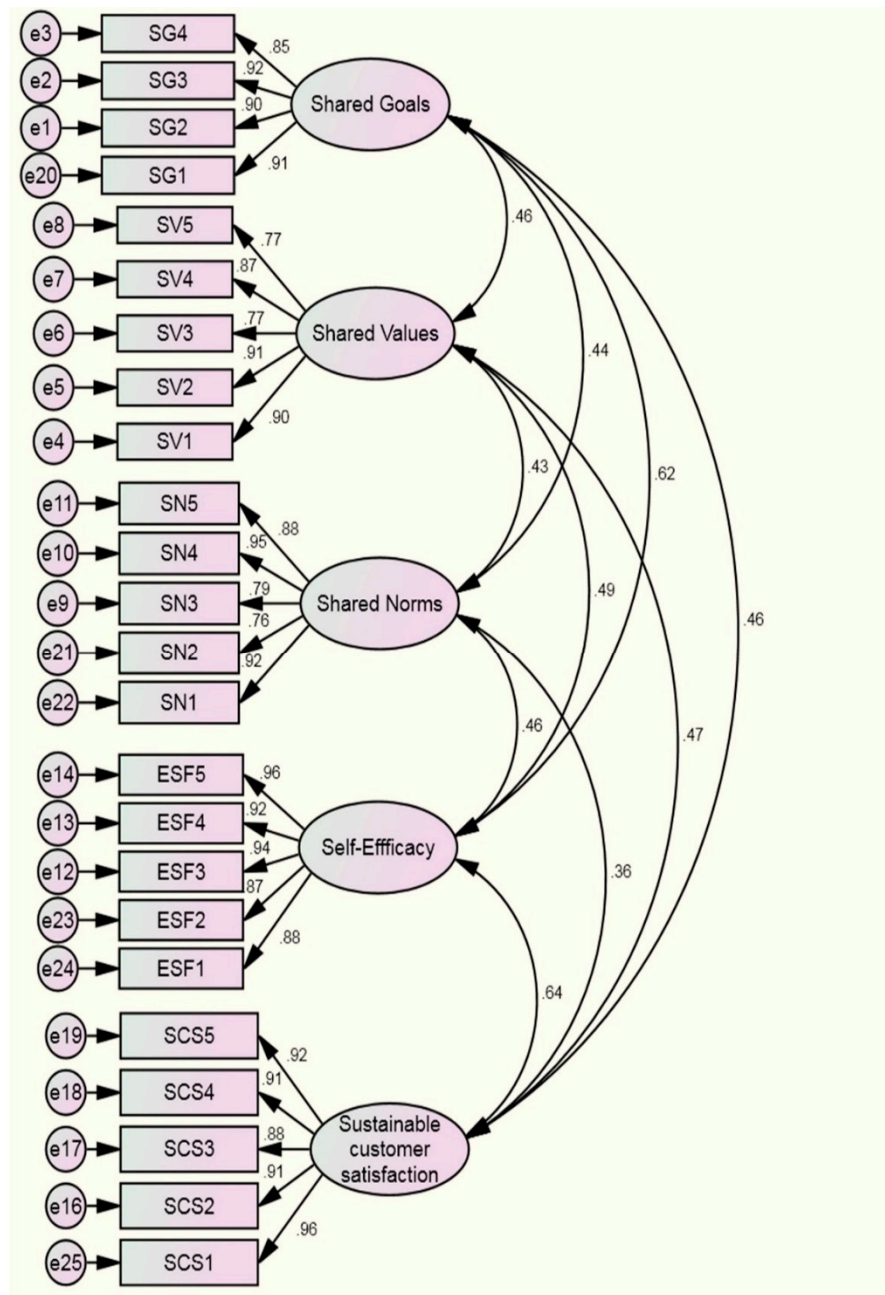 e3 SG4 .85
e2 SG3 .92
e1 SG2 .90
e20 SG1 .91
Shared Goals
e8 SV5 .77
e7 SV4 .87
e6 SV3 .77
e5 SV2 .91
e4 SV1 .90
Shared Values
e11 SN5 .88
e10 SN4 .95
e9 SN3 .79
e21 SN2 .76
e22 SN1 .92
Shared Norms
e14 ESF5 .96
e13 ESF4 .92
e12 ESF3 .94
e23 ESF2 .87
e24 ESF1 .88
Self-Effficacy
e19 SCS5 .92
e18 SCS4 .91
e17 SCS3 .88
e16 SCS2 .91
e25 SCS1 .96
Sustainable
customer
satisfaction
.46
.44
.43
.62
.49
.46
.46
.47
.36
.64